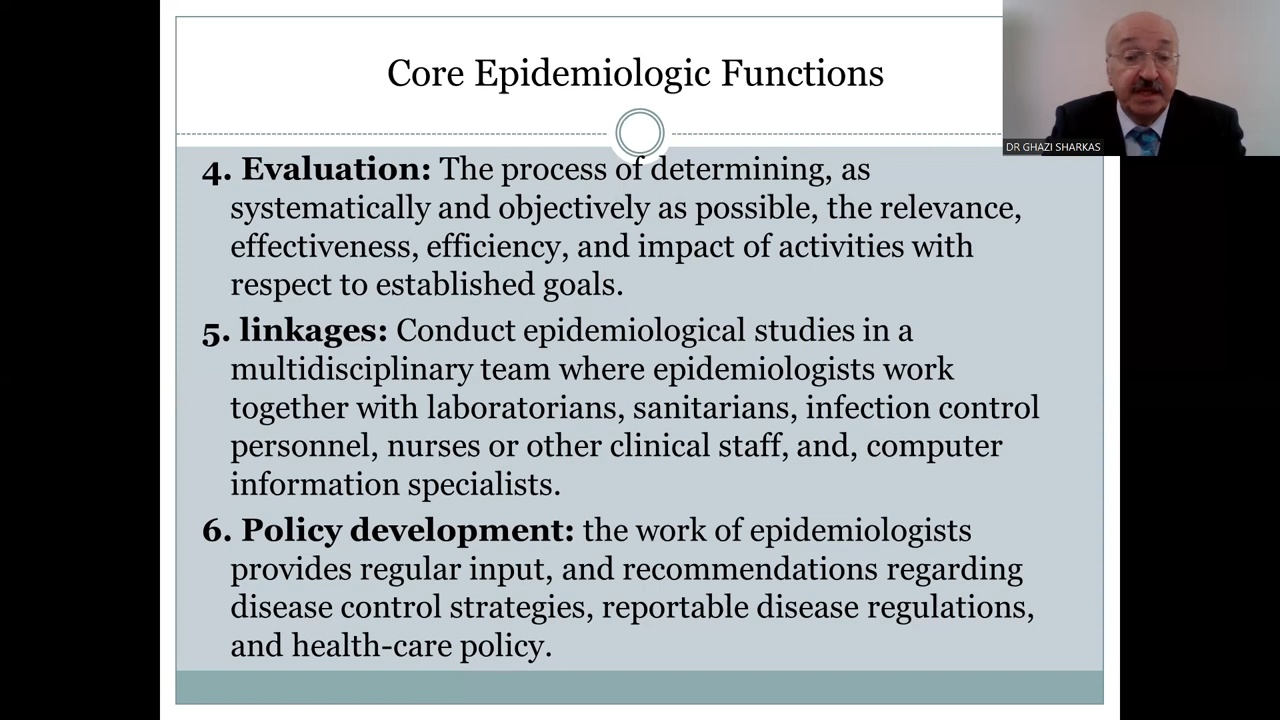 Core Epidemiologic Functions
DR GHAZI SHARKAS
4. Evaluation: The process of determining, as
systematically and objectively as possible, the relevance,
effectiveness, efficiency, and impact of activities with
respect to established goals.
5. linkages: Conduct epidemiological studies in a
multidisciplinary team where epidemiologists work
together with laboratorians, sanitarians, infection control
personnel, nurses or other clinical staff, and, computer
information specialists.
6. Policy development: the work of epidemiologists
provides regular input, and recommendations regarding
disease control strategies, reportable disease regulations,
and health-care policy.